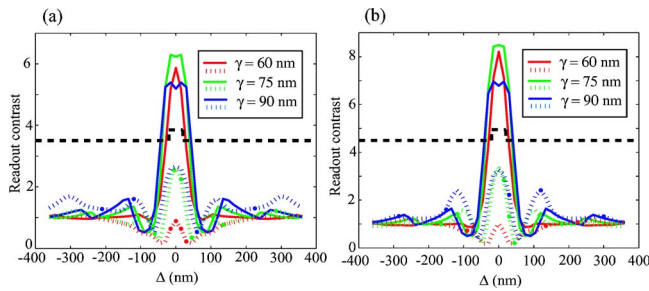 (a)
(b)
Readout contrast
6
4
2
0
γ = 60 nm
γ = 75 nm
γ = 90 nm
-400 -300 -200 -100 0 100 200 300 400
Δ (nm)
Readout contrast
8
6
4
2
0
γ = 60 nm
γ = 75 nm
γ = 90 nm
-400 -300 -200 -100 0 100 200 300 400
Δ (nm)